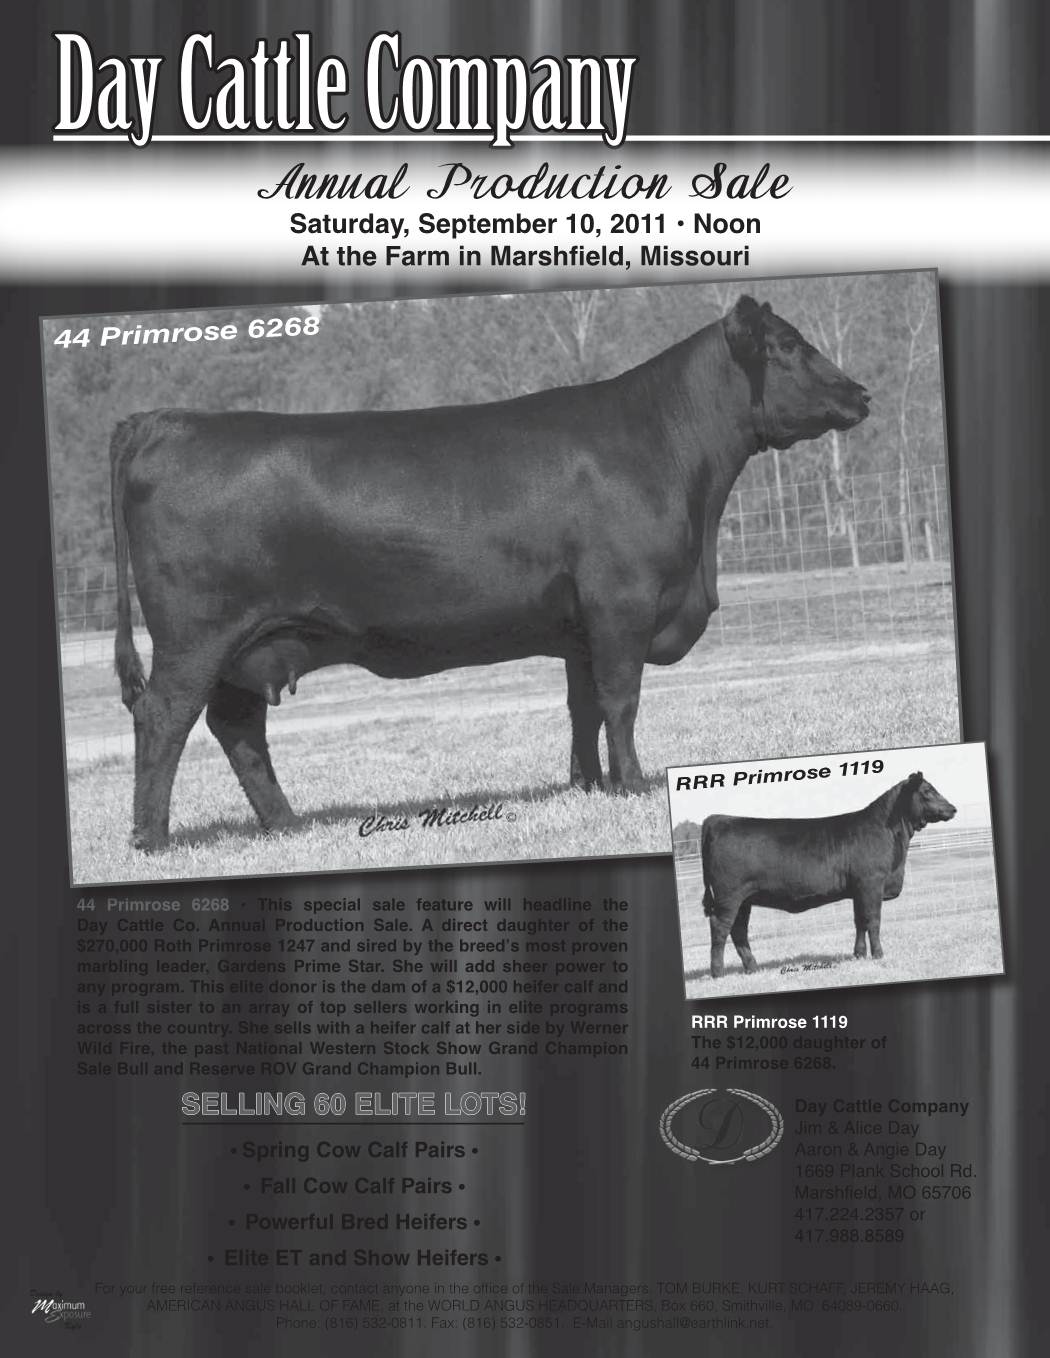 Day Cattle Company
Annual Production Sale
Saturday, September 10, 2011 • Noon
At the Farm in Marshfield, Missouri
44 Primrose 6268
Chris Mitchell ©
RRR Primrose 1119
Chris Mitchell
44 Primrose 6268 • This special sale feature will headline the
Day Cattle Co. Annual Production Sale. A direct daughter of the
$270,000 Roth Primrose 1247 and sired by the breed's most proven
marbling leader, Gardens Prime Star. She will add sheer power to
any program. This elite donor is the dam of a $12,000 heifer calf and
is a full sister to an array of top sellers working in elite programs
across the country. She sells with a heifer calf at her side by Werner
Wild Fire, the past National Western Stock Show Grand Champion
Sale Bull and Reserve ROV Grand Champion Bull.
RRR Primrose 1119
The $12,000 daughter of
44 Primrose 6268.
SELLING 60 ELITE LOTS!
• Spring Cow Calf Pairs •
• Fall Cow Calf Pairs •
• Powerful Bred Heifers •
• Elite ET and Show Heifers •
D
Day Cattle Company
Jim & Alice Day
Aaron & Angie Day
1669 Plank School Rd.
Marshfield, MO 65706
417.224.2357 or
417.988.8589
For your free reference sale booklet, contact anyone in the office of the Sale Managers, TOM BURKE, KURT SCHAFF, JEREMY HAAG,
AMERICAN ANGUS HALL OF FAME, at the WORLD ANGUS HEADQUARTERS, Box 660, Smithville, MO 64089-0660.
Phone: (816) 532-0811. Fax: (816) 532-0851. E-Mail angushall@earthlink.net.
Maximum
Exposure